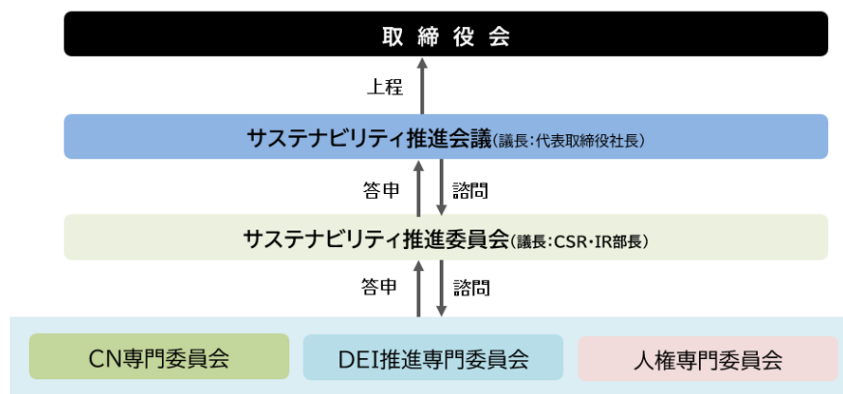 取締役会
上程
サステナビリティ推進会議(議長:代表取締役社長)
答申 諮問
サステナビリティ推進委員会(議長:CSR・IR部長)
答申 諮問
CN専門委員会 DEI推進専門委員会 人権専門委員会